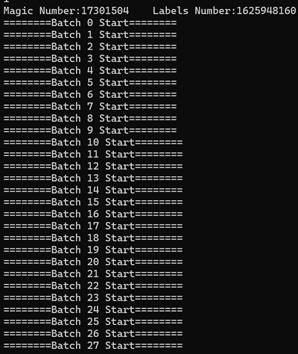 Magic Number:17301504    Labels Number:1625948160
========Batch 0 Start========
========Batch 1 Start========
========Batch 2 Start========
========Batch 3 Start========
========Batch 4 Start========
========Batch 5 Start========
========Batch 6 Start========
========Batch 7 Start========
========Batch 8 Start========
========Batch 9 Start========
========Batch 10 Start========
========Batch 11 Start========
========Batch 12 Start========
========Batch 13 Start========
========Batch 14 Start========
========Batch 15 Start========
========Batch 16 Start========
========Batch 17 Start========
========Batch 18 Start========
========Batch 19 Start========
========Batch 20 Start========
========Batch 21 Start========
========Batch 22 Start========
========Batch 23 Start========
========Batch 24 Start========
========Batch 25 Start========
========Batch 26 Start========
========Batch 27 Start========